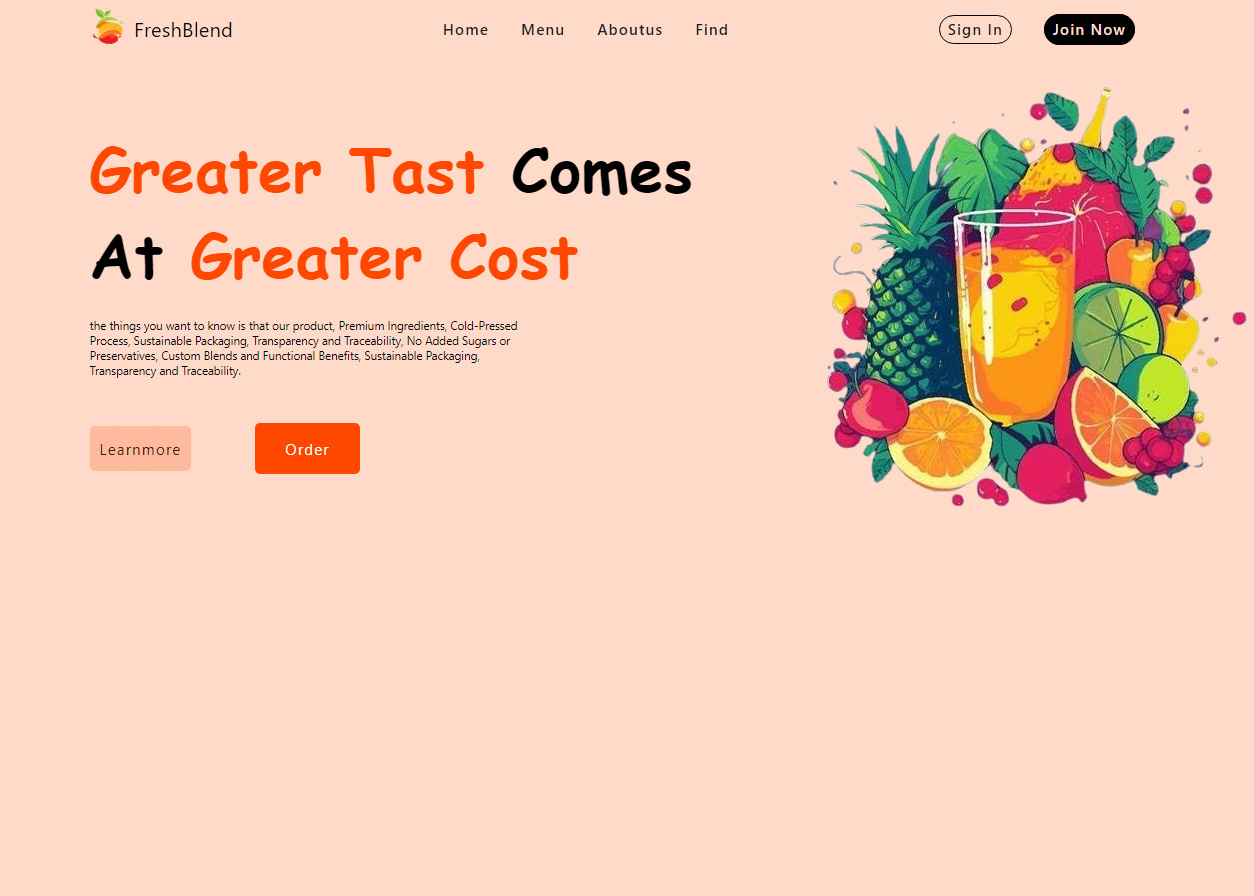 FreshBlend
Home Menu Aboutus Find
Sign In
Join Now
Greater Tast Comes
At Greater Cost
the things you want to know is that our product, Premium Ingredients, Cold-Pressed
Process, Sustainable Packaging, Transparency and Traceability, No Added Sugars or
Preservatives, Custom Blends and Functional Benefits, Sustainable Packaging,
Transparency and Traceability.
Learnmore
Order